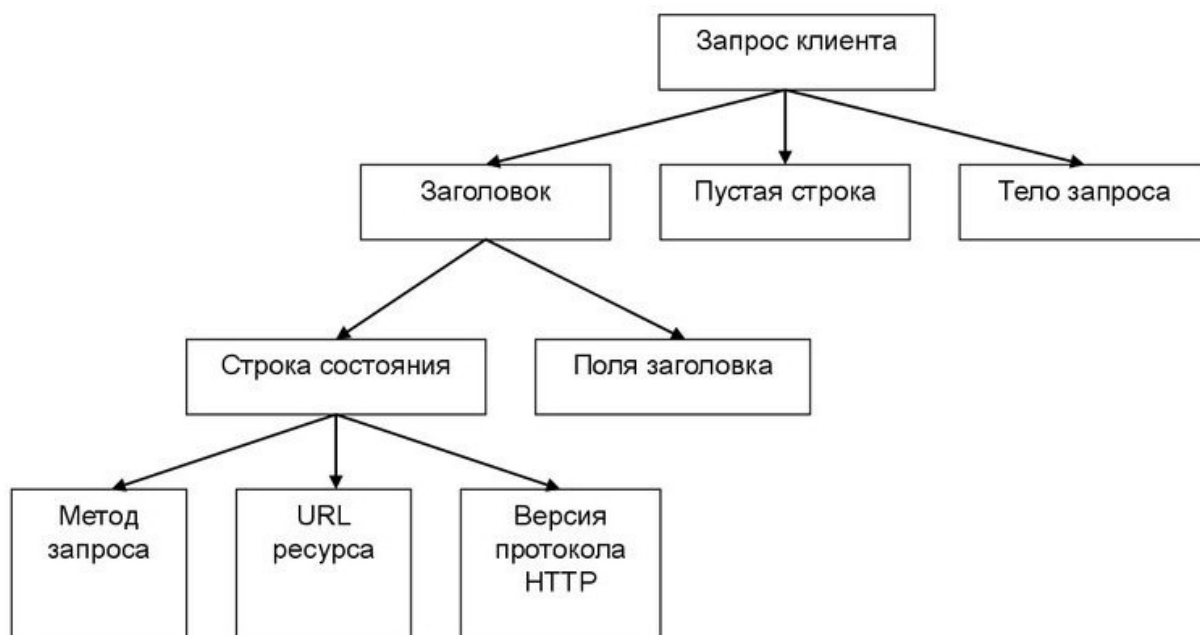 Запрос клиента
Заголовок
Пустая строка
Тело запроса
Строка состояния
Поля заголовка
Метод
запроса
URL
ресурса
Версия
протокола
HTTP